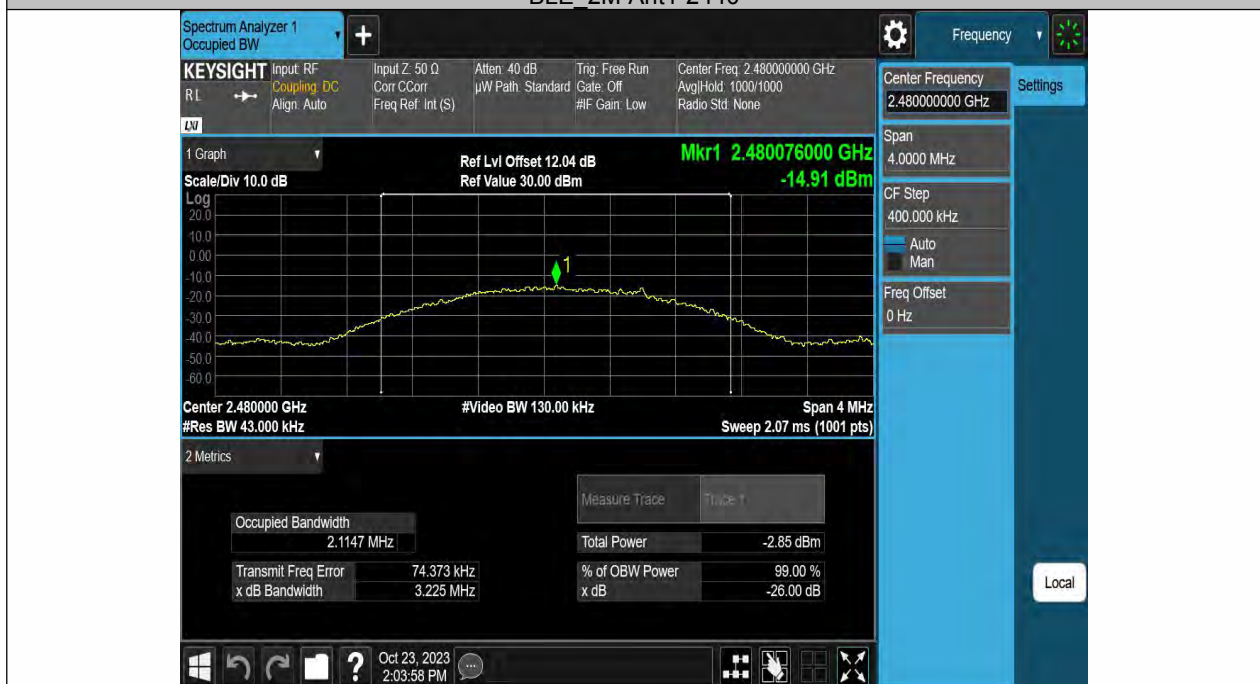 BLE_2M-Ant1-2440
Spectrum Analyzer 1
Occupied BW
+
Frequency
KEYSIGHT
RL
LXI
Input: RF
Coupling: DC
Align: Auto
Input Z: 50 Ω
Corr CCorr
Freq Ref: Int (S)
Atten: 40 dB
µW Path: Standard
Trig: Free Run
Gate: Off
#IF Gain: Low
Center Freq: 2.480000000 GHz
Avg|Hold: 1000/1000
Radio Std: None
Center Frequency
2.480000000 GHz
Settings
Span
4.0000 MHz
CF Step
400.000 kHz
Auto
Man
Freq Offset
0 Hz
Local
1 Graph
Scale/Div 10.0 dB
Ref Lvl Offset 12.04 dB
Ref Value 30.00 dBm
Mkr1 2.480076000 GHz
-14.91 dBm
Log
20.0
10.0
0.00
-10.0
-20.0
-30.0
-40.0
-50.0
-60.0
1
Center 2.480000 GHz
#Video BW 130.00 kHz
Span 4 MHz
#Res BW 43.000 kHz
Sweep 2.07 ms (1001 pts)
2 Metrics
Measure Trace
Trace 1
Occupied Bandwidth
2.1147 MHz
Total Power
-2.85 dBm
Transmit Freq Error
74.373 kHz
% of OBW Power
99.00 %
x dB Bandwidth
3.225 MHz
x dB
-26.00 dB
?
Oct 23, 2023
2:03:58 PM